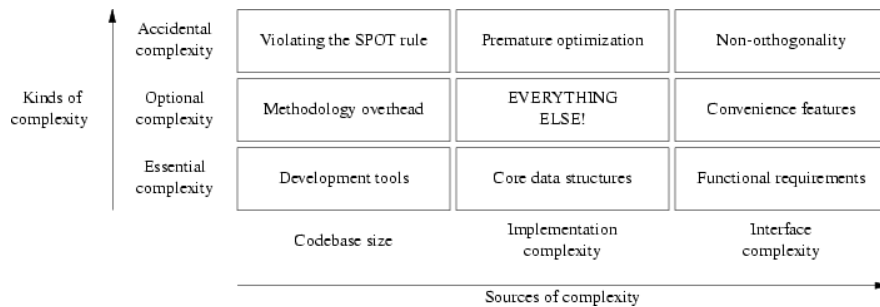 Accidental
complexity
Violating the SPOT rule
Premature optimization
Non-orthogonality
Kinds of
complexity
Optional
complexity
Methodology overhead
EVERYTHING
ELSE!
Convenience features
Essential
complexity
Development tools
Core data structures
Functional requirements
Codebase size
Implementation
complexity
Interface
complexity
Sources of complexity